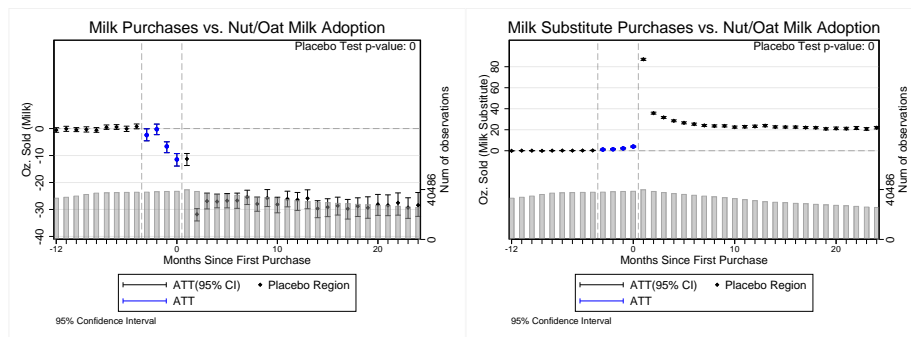 Milk Purchases vs. Nut/Oat Milk Adoption
Placebo Test p-value: 0
Oz. Sold (Milk)
0
-10
-20
-30
-40
Num of observations
40486
0
-12
0
10
20
Months Since First Purchase
ATT(95% CI)
Placebo Region
ATT
95% Confidence Interval
Milk Substitute Purchases vs. Nut/Oat Milk Adoption
Placebo Test p-value: 0
Oz. Sold (Milk Substitute)
80
60
40
20
0
Num of observations
40486
0
-12
0
10
20
Months Since First Purchase
ATT(95% CI)
Placebo Region
ATT
95% Confidence Interval